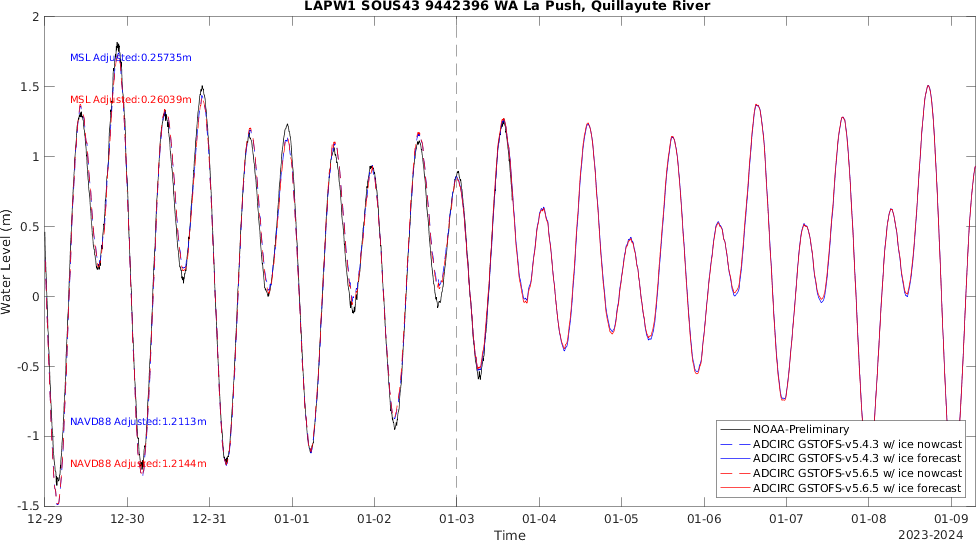 LAPW1 SOUS43 9442396 WA La Push, Quillayute River
MSL Adjusted:0.25735m
MSL Adjusted:0.26039m
NAVD88 Adjusted:1.2113m
NAVD88 Adjusted:1.2144m
Water Level (m)
2
1.5
1
0.5
0
-0.5
-1
-1.5
NOAA-Preliminary
ADCIRC GSTOFS-v5.4.3 w/ ice nowcast
ADCIRC GSTOFS-v5.4.3 w/ ice forecast
ADCIRC GSTOFS-v5.6.5 w/ ice nowcast
ADCIRC GSTOFS-v5.6.5 w/ ice forecast
12-29 12-30 12-31 01-01 01-02 01-03 01-04 01-05 01-06 01-07 01-08 01-09
Time
2023-2024